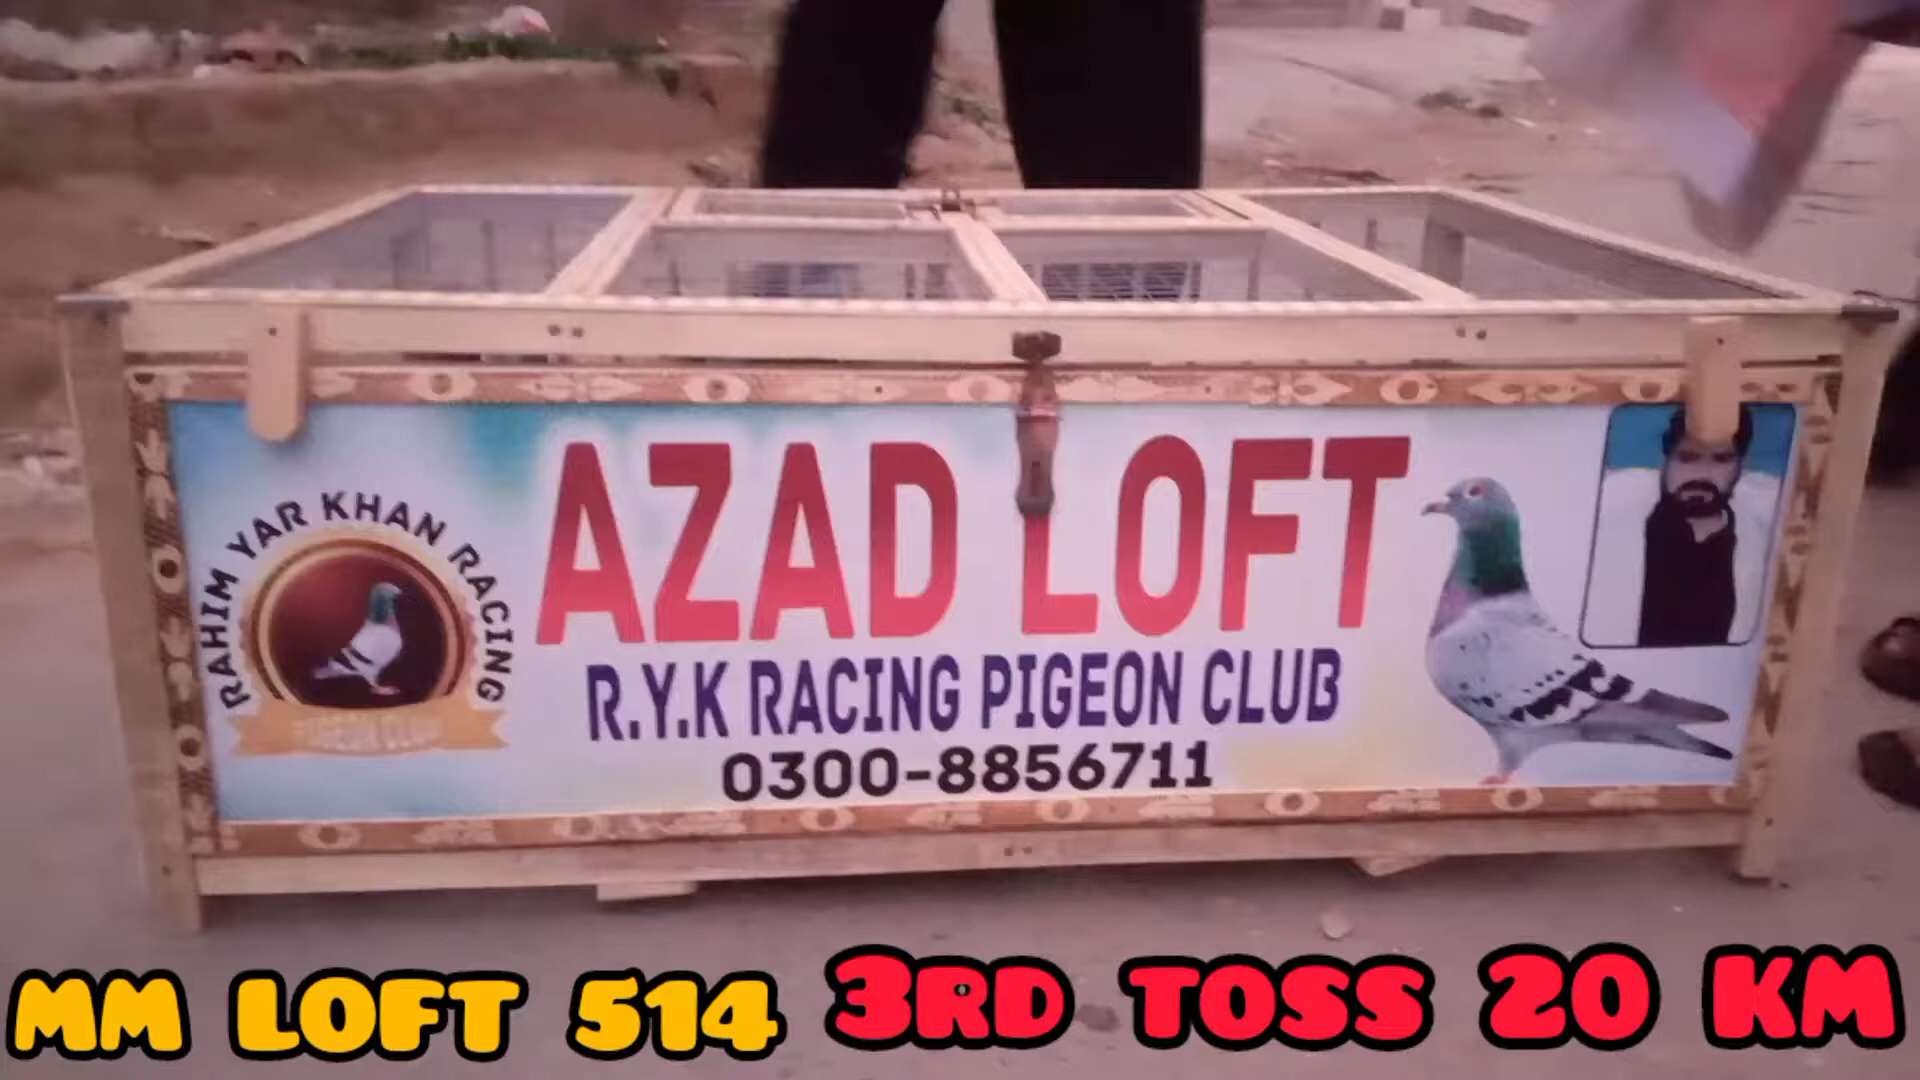 RAHIM YAR KHAN RACING
PIGEON CLUB
AZAD LOFT
R.Y.K RACING PIGEON CLUB
0300-8856711
MM LOFT 514 3RD TOSS 20 KM